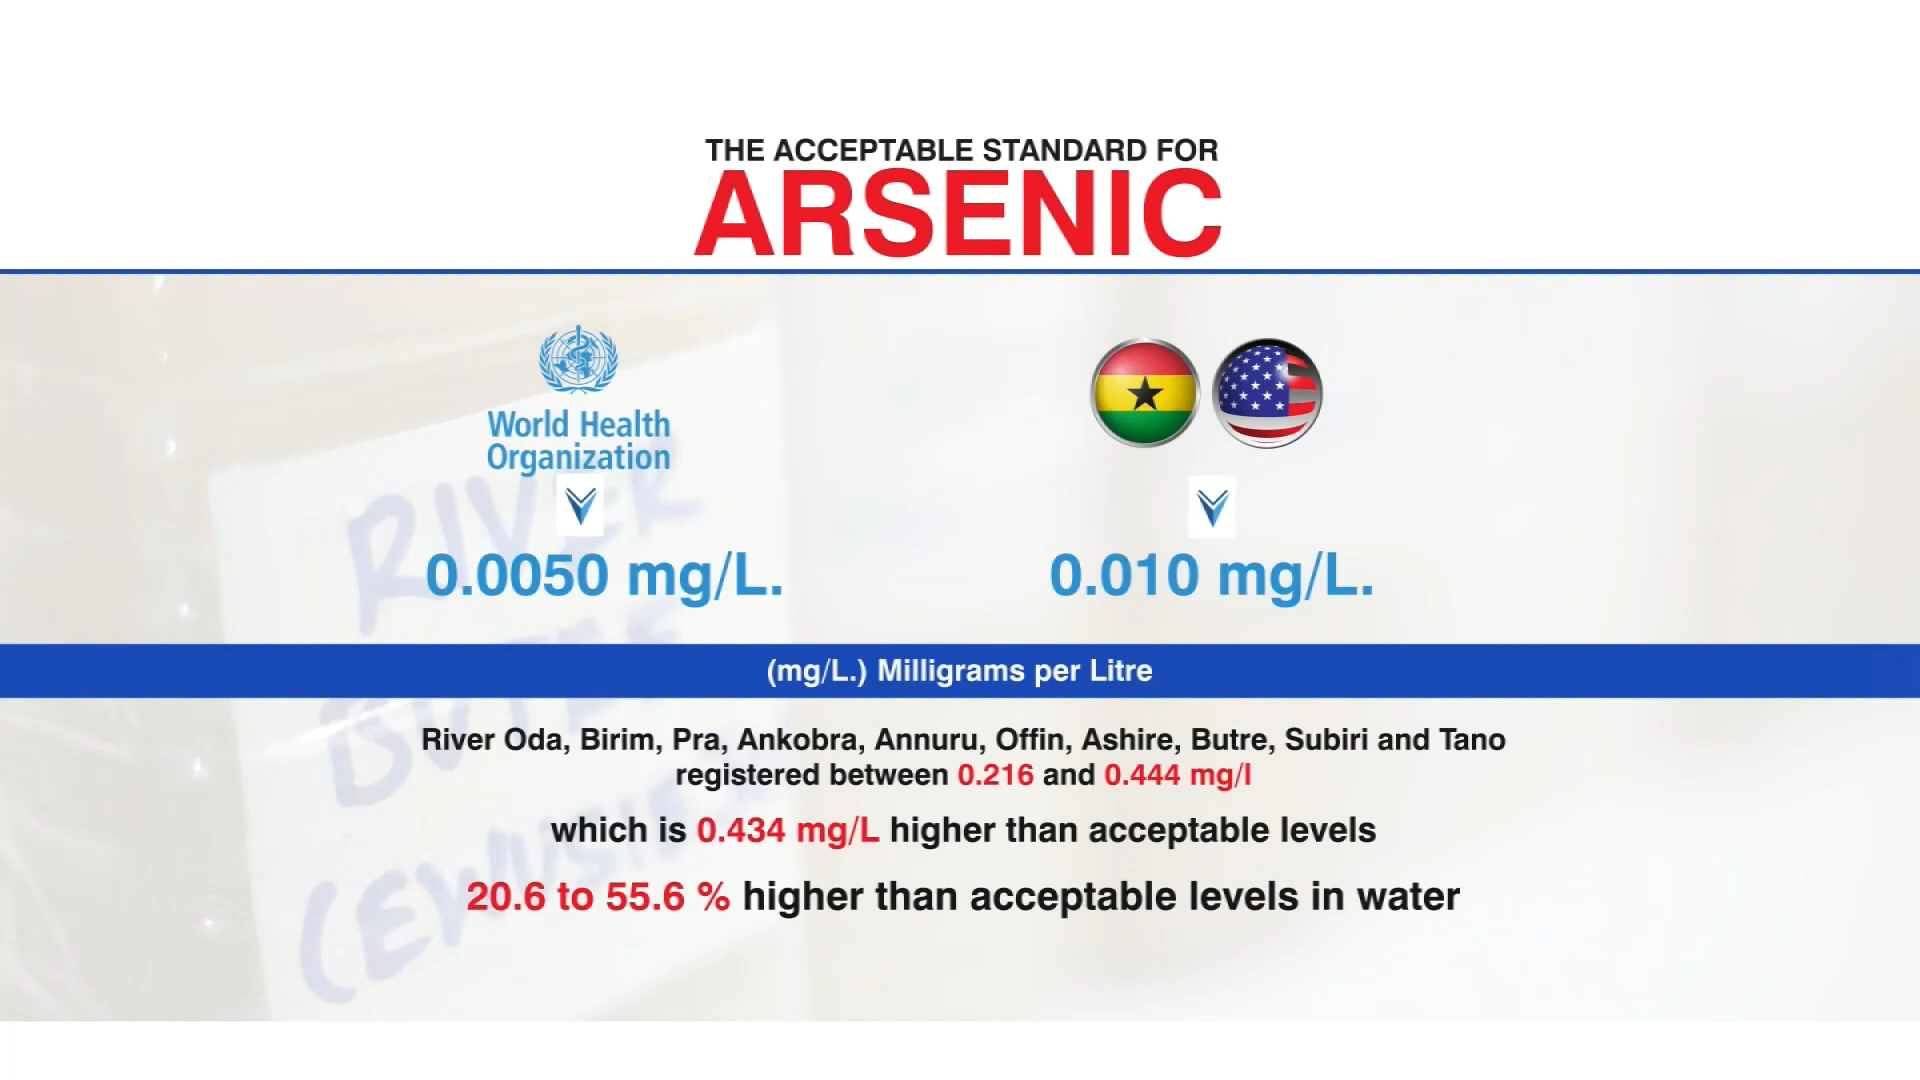 THE ACCEPTABLE STANDARD FOR
ARSENIC
World Health
Organization
0.0050 mg/L.
0.010 mg/L.
(mg/L.) Milligrams per Litre
River Oda, Birim, Pra, Ankobra, Annuru, Offin, Ashire, Butre, Subiri and Tano
registered between 0.216 and 0.444 mg/l
which is 0.434 mg/L higher than acceptable levels
20.6 to 55.6 % higher than acceptable levels in water
RIVER
BUTRE